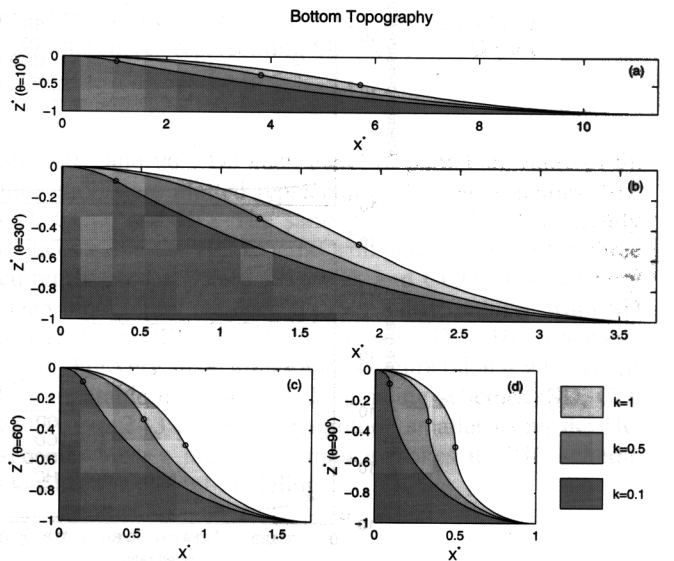 Bottom Topography
Z* (θ=10°)
0
−0.5
−1
(a)
0 2 4 6 8 10
X*
Z* (θ=30°)
0
−0.2
−0.4
−0.6
−0.8
−1
(b)
0 0.5 1 1.5 2 2.5 3 3.5
X*
Z* (θ=60°)
0
−0.2
−0.4
−0.6
−0.8
−1
(c)
0 0.5 1 1.5
X*
Z* (θ=90°)
0
−0.2
−0.4
−0.6
−0.8
−1
(d)
0 0.5 1
X*
k=1
k=0.5
k=0.1